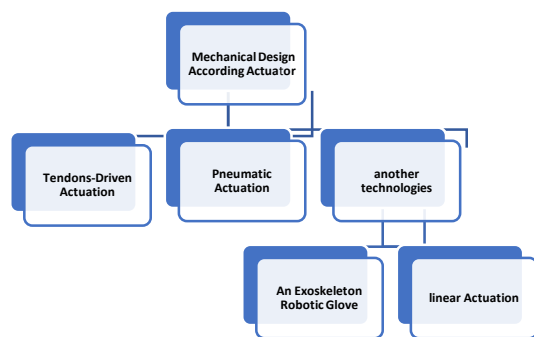 Mechanical Design
According Actuator
Tendons-Driven
Actuation
Pneumatic
Actuation
another
technologies
An Exoskeleton
Robotic Glove
linear Actuation